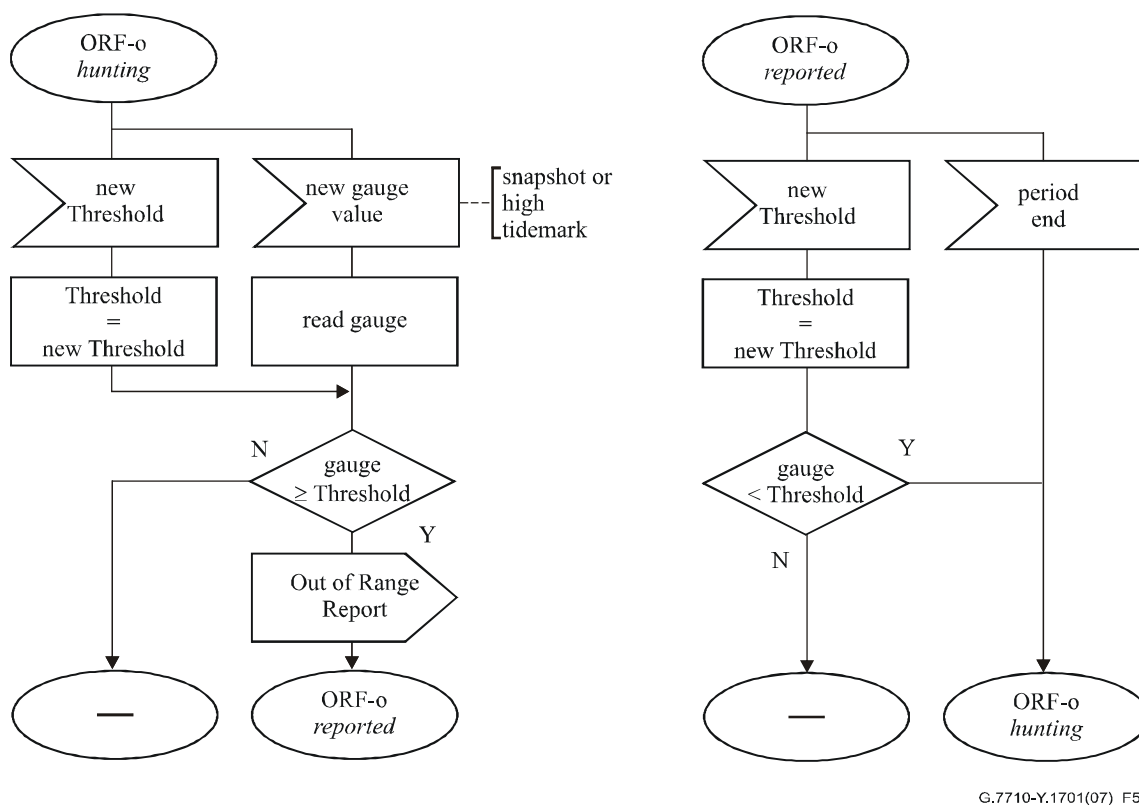 ORF-o
hunting
new
Threshold
new gauge
value
snapshot or
high
tidemark
Threshold
=
new Threshold
read gauge
N
gauge
≥ Threshold
Y
Out of Range
Report
—
ORF-o
reported
ORF-o
reported
new
Threshold
period
end
Threshold
=
new Threshold
Y
gauge
< Threshold
N
—
ORF-o
hunting
G.7710-Y.1701(07)_F5